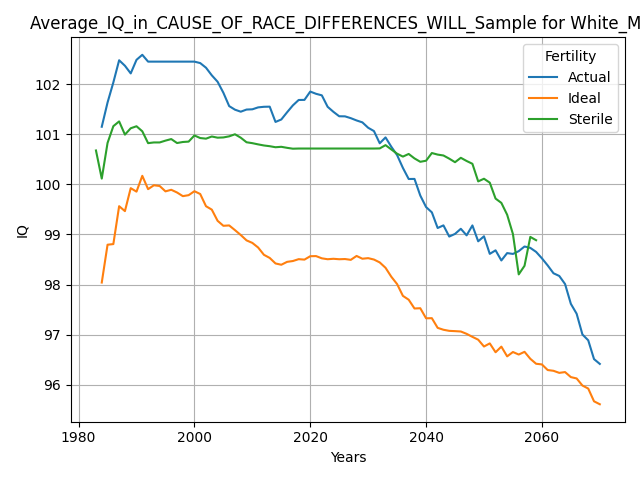 Average_IQ_in_CAUSE_OF_RACE_DIFFERENCES_WILL_Sample for White_M
Fertility
Actual
Ideal
Sterile
IQ
102
101
100
99
98
97
96
1980
2000
2020
2040
2060
Years